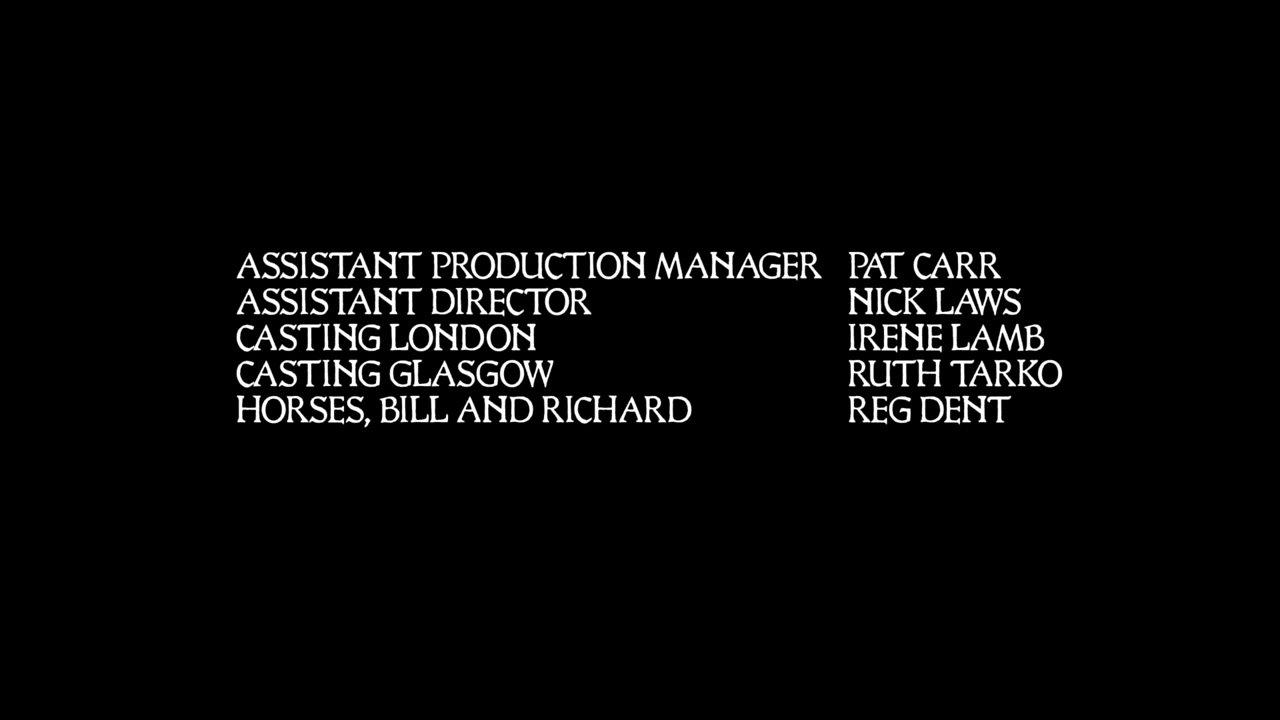 ASSISTANT PRODUCTION MANAGER PAT CARR
ASSISTANT DIRECTOR NICK LAWS
CASTING LONDON IRENE LAMB
CASTING GLASGOW RUTH TARKO
HORSES, BILL AND RICHARD REG DENT